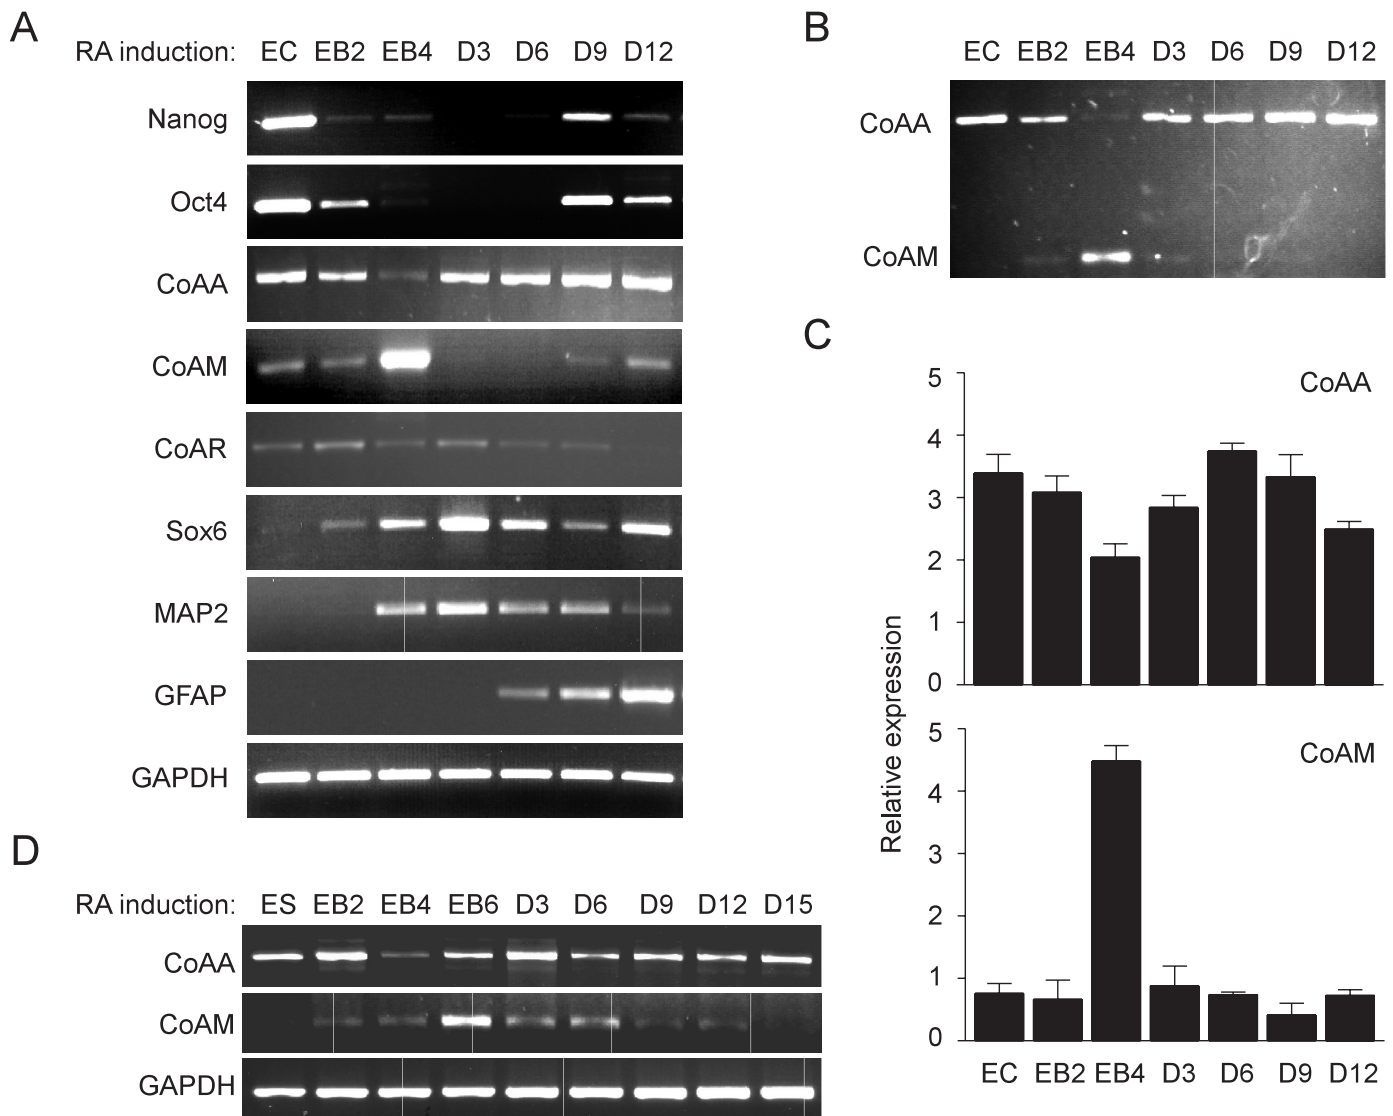 A
RA induction: EC EB2 EB4 D3 D6 D9 D12
Nanog
Oct4
CoAA
CoAM
CoAR
Sox6
MAP2
GFAP
GAPDH
B
EC EB2 EB4 D3 D6 D9 D12
CoAA
CoAM
C
Relative expression
CoAA
5
4
3
2
1
0
CoAM
5
4
3
2
1
0
EC EB2 EB4 D3 D6 D9 D12
D
RA induction: ES EB2 EB4 EB6 D3 D6 D9 D12 D15
CoAA
CoAM
GAPDH